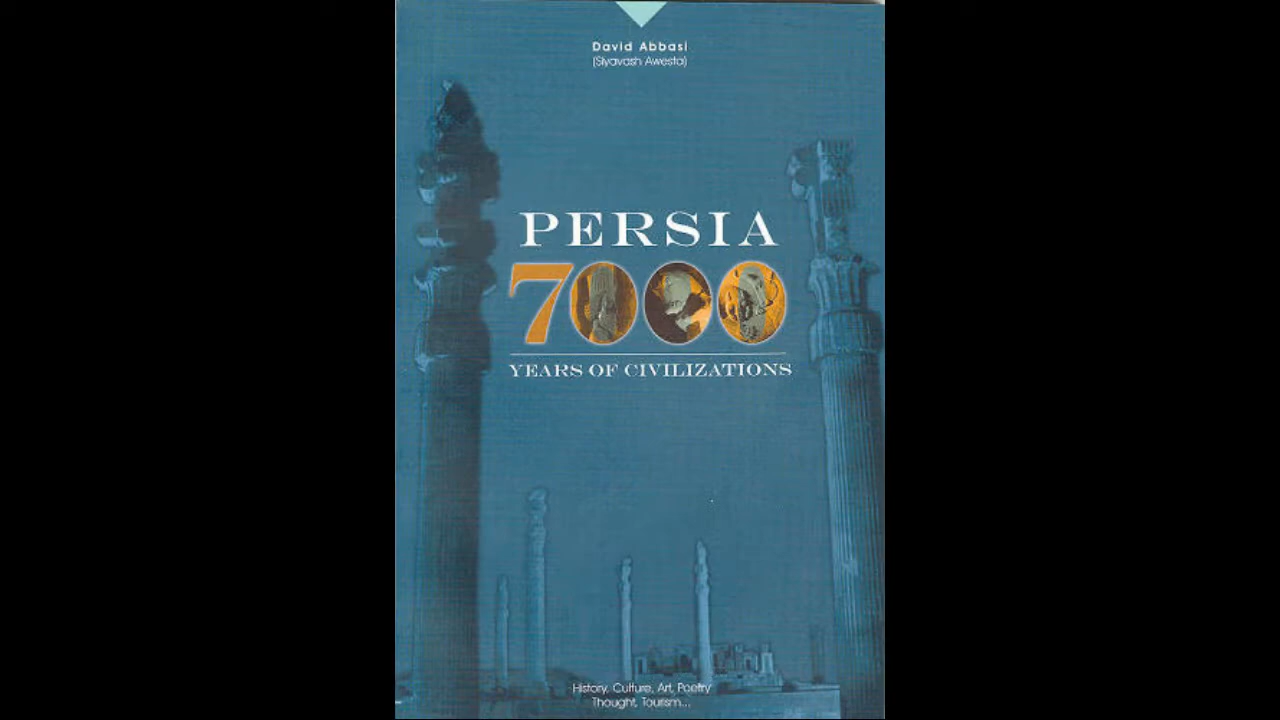 David Abbasi
(Siyavash Awesta)
PERSIA
7000
YEARS OF CIVILIZATIONS
History, Culture, Art, Poetry
Thought, Tourism...